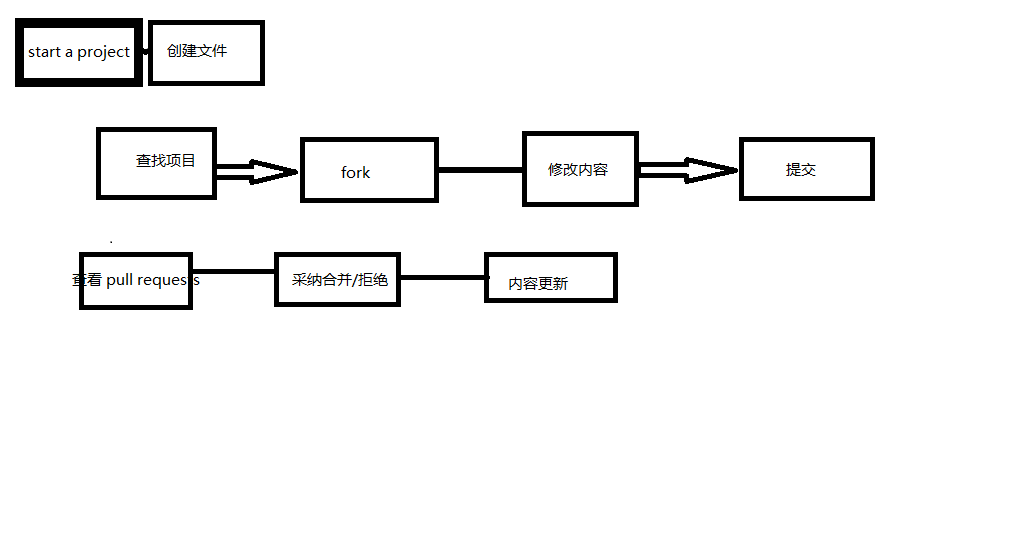 start a project
创建文件
查找项目
fork
修改内容
提交
查看 pull requests
采纳合并/拒绝
内容更新